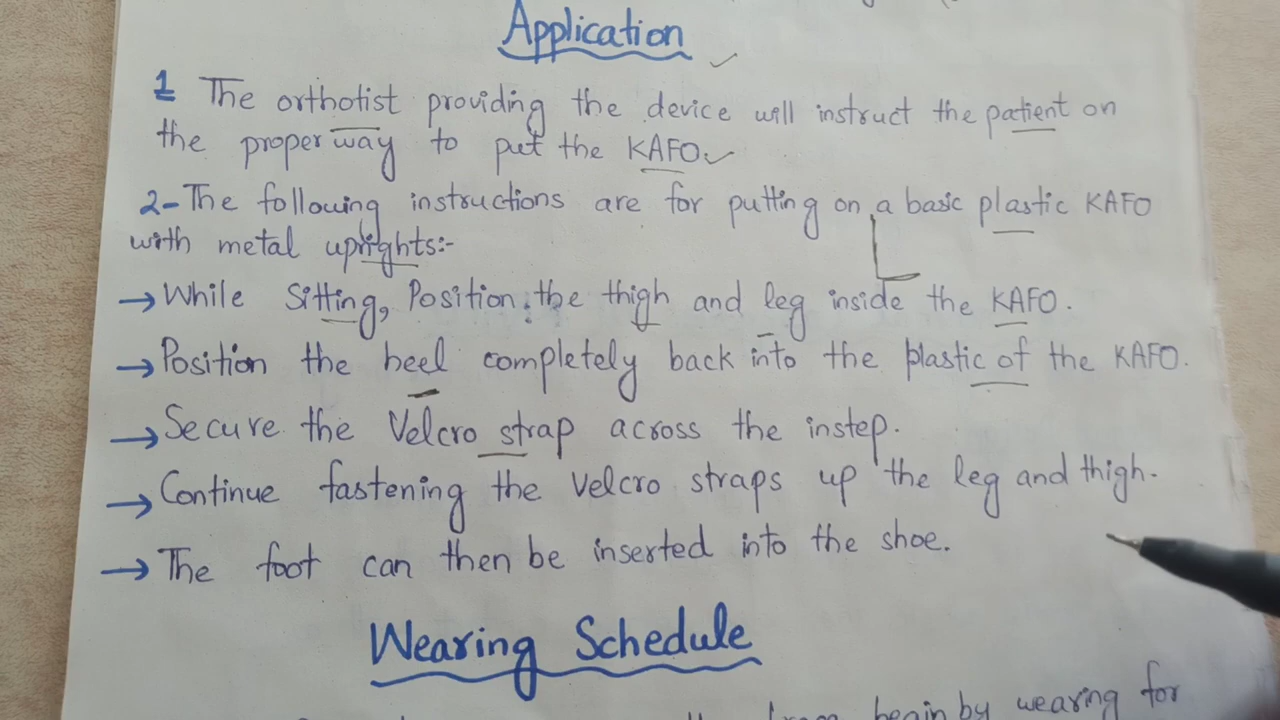 Application
1 The orthotist providing the device will instruct the patient on
the proper way to put the KAFO.
2-The following instructions are for putting on a basic plastic KAFO
with metal uprights:-
→ While Sitting, Position the thigh and leg inside the KAFO.
→ Position the heel completely back into the plastic of the KAFO.
→ Secure the Velcro strap across the instep.
→ Continue fastening the Velcro straps up the leg and thigh.
→ The foot can then be inserted into the shoe.
Wearing Schedule
begin by wearing for